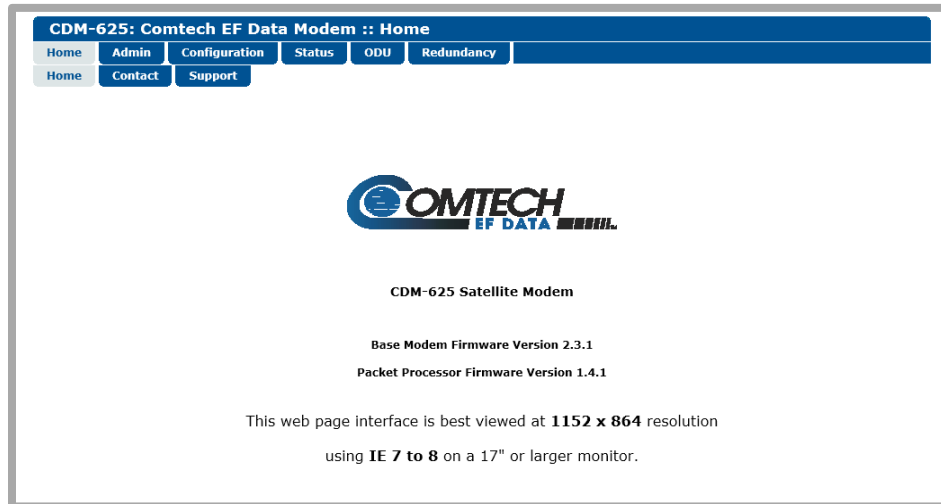 CDM-625: Comtech EF Data Modem :: Home
Home Admin Configuration Status ODU Redundancy
Home Contact Support
COMTECH
EF DATA
CDM-625 Satellite Modem
Base Modem Firmware Version 2.3.1
Packet Processor Firmware Version 1.4.1
This web page interface is best viewed at 1152 x 864 resolution
using IE 7 to 8 on a 17" or larger monitor.